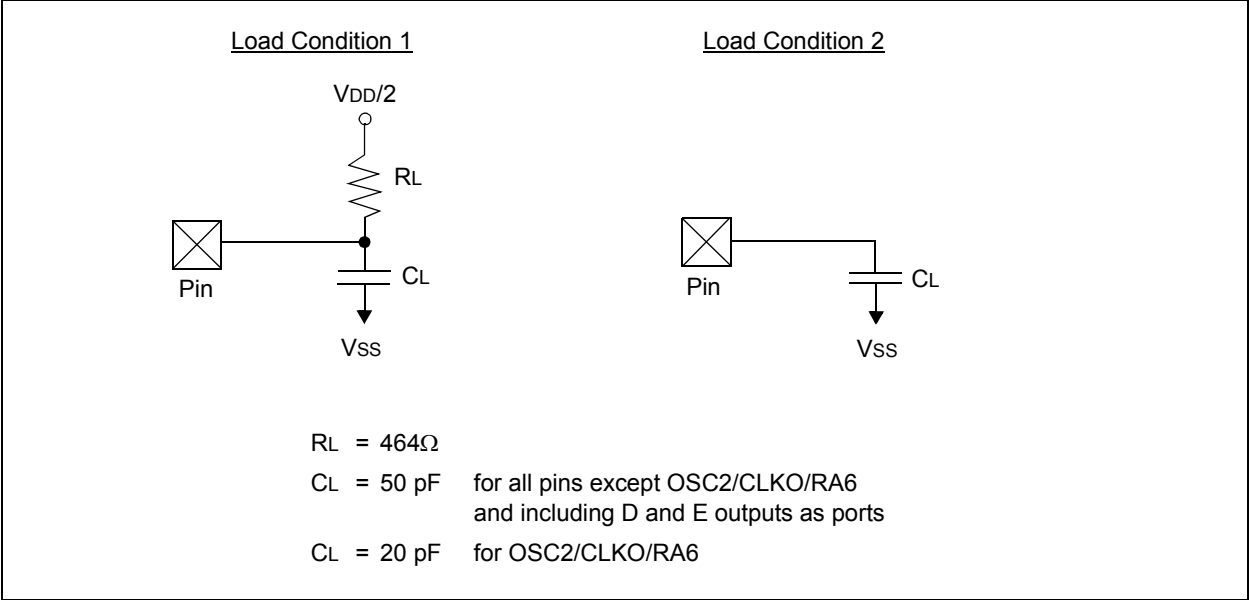 Load Condition 1
Load Condition 2
VDD/2
RL
Pin
CL
VSS
Pin
CL
VSS
RL = 464Ω
CL = 50 pF for all pins except OSC2/CLKO/RA6
and including D and E outputs as ports
CL = 20 pF for OSC2/CLKO/RA6